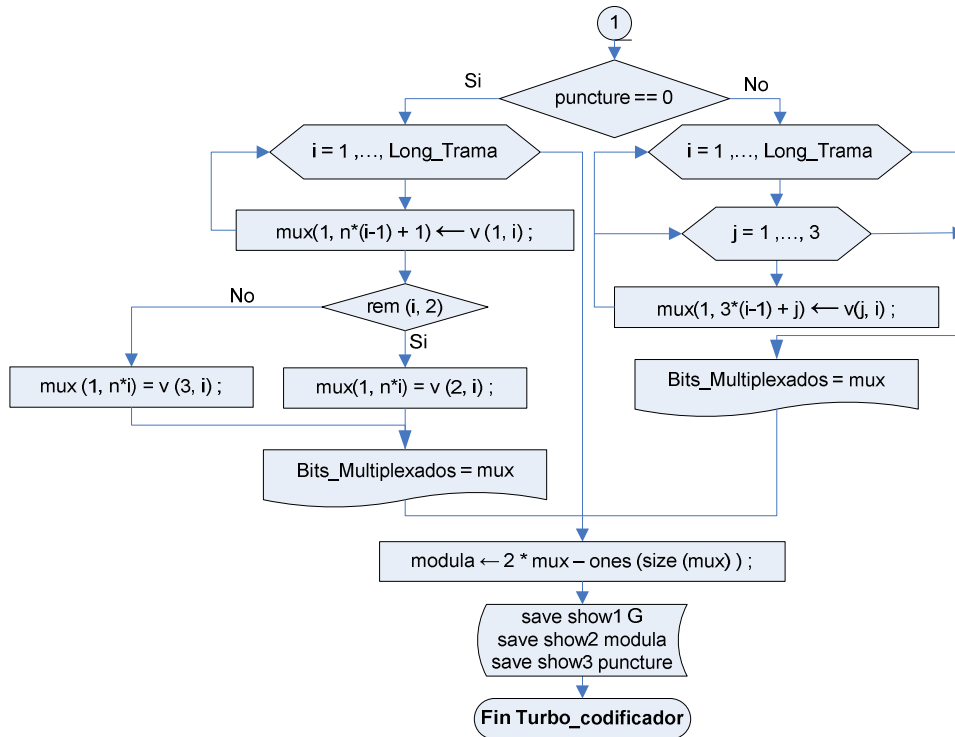 1
puncture == 0
Si
No
i = 1 ,…, Long_Trama
i = 1 ,…, Long_Trama
mux(1, n*(i-1) + 1) ← v (1, i) ;
j = 1 ,…, 3
No
rem (i, 2)
Si
mux(1, 3*(i-1) + j) ← v(j, i) ;
mux (1, n*i) = v (3, i) ;
mux(1, n*i) = v (2, i) ;
Bits_Multiplexados = mux
Bits_Multiplexados = mux
modula ← 2 * mux – ones (size (mux) ) ;
save show1 G
save show2 modula
save show3 puncture
Fin Turbo_codificador